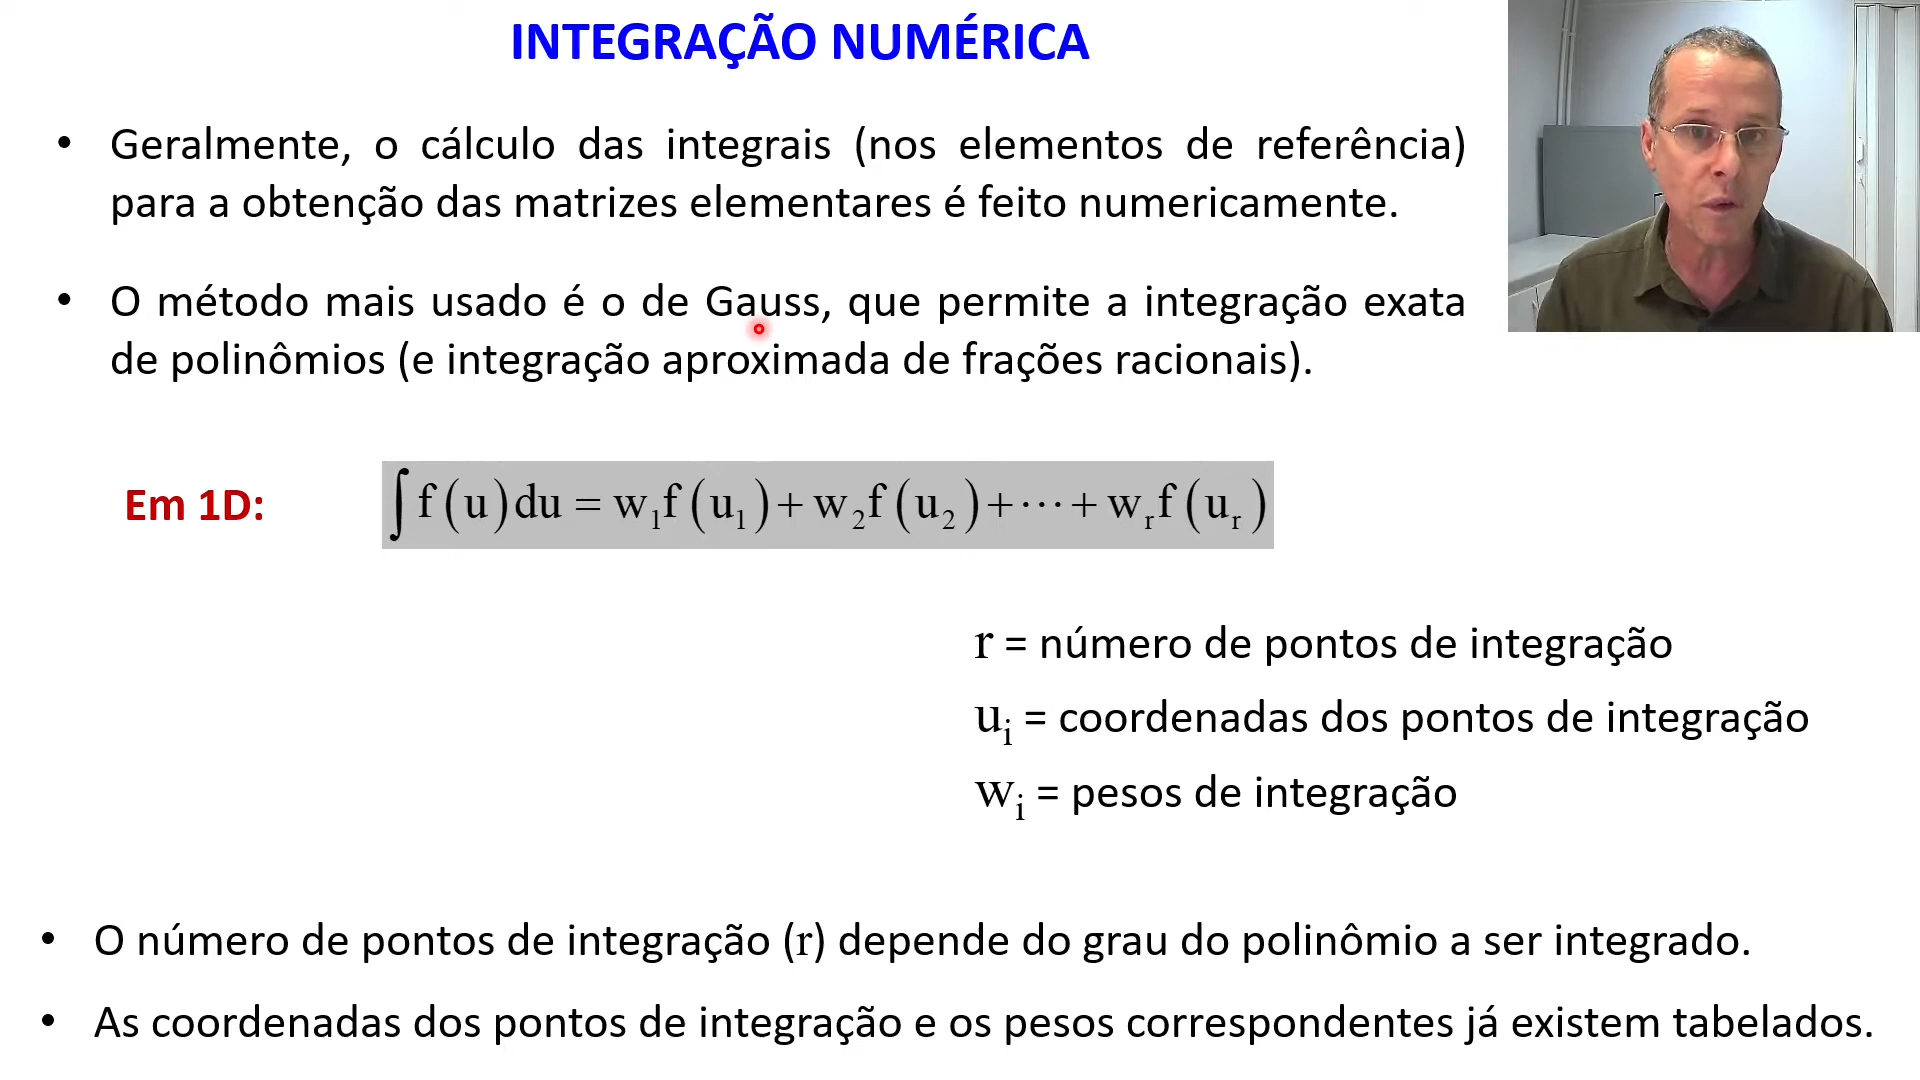 INTEGRAÇÃO NUMÉRICA
• Geralmente, o cálculo das integrais (nos elementos de referência)
para a obtenção das matrizes elementares é feito numericamente.
• O método mais usado é o de Gauss, que permite a integração exata
de polinômios (e integração aproximada de frações racionais).
Em 1D: ∫ f(u)du = w₁f(u₁) + w₂f(u₂) + ⋯ + wᵣf(uᵣ)
r = número de pontos de integração
uᵢ = coordenadas dos pontos de integração
wᵢ = pesos de integração
• O número de pontos de integração (r) depende do grau do polinômio a ser integrado.
• As coordenadas dos pontos de integração e os pesos correspondentes já existem tabelados.